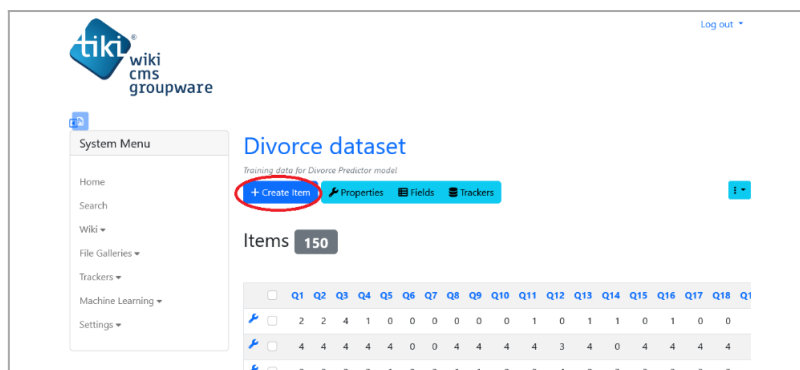 Log out
tiki®
wiki
cms
groupware
System Menu
Home
Search
Wiki
File Galleries
Trackers
Machine Learning
Settings
Divorce dataset
Training data for Divorce Predictor model
+ Create Item Properties Fields Trackers
Items 150
Q1 Q2 Q3 Q4 Q5 Q6 Q7 Q8 Q9 Q10 Q11 Q12 Q13 Q14 Q15 Q16 Q17 Q18
2 2 4 1 0 0 0 0 0 0 1 0 1 1 0 1 0 0
4 4 4 4 4 0 0 4 4 4 4 3 4 0 4 4 4 4